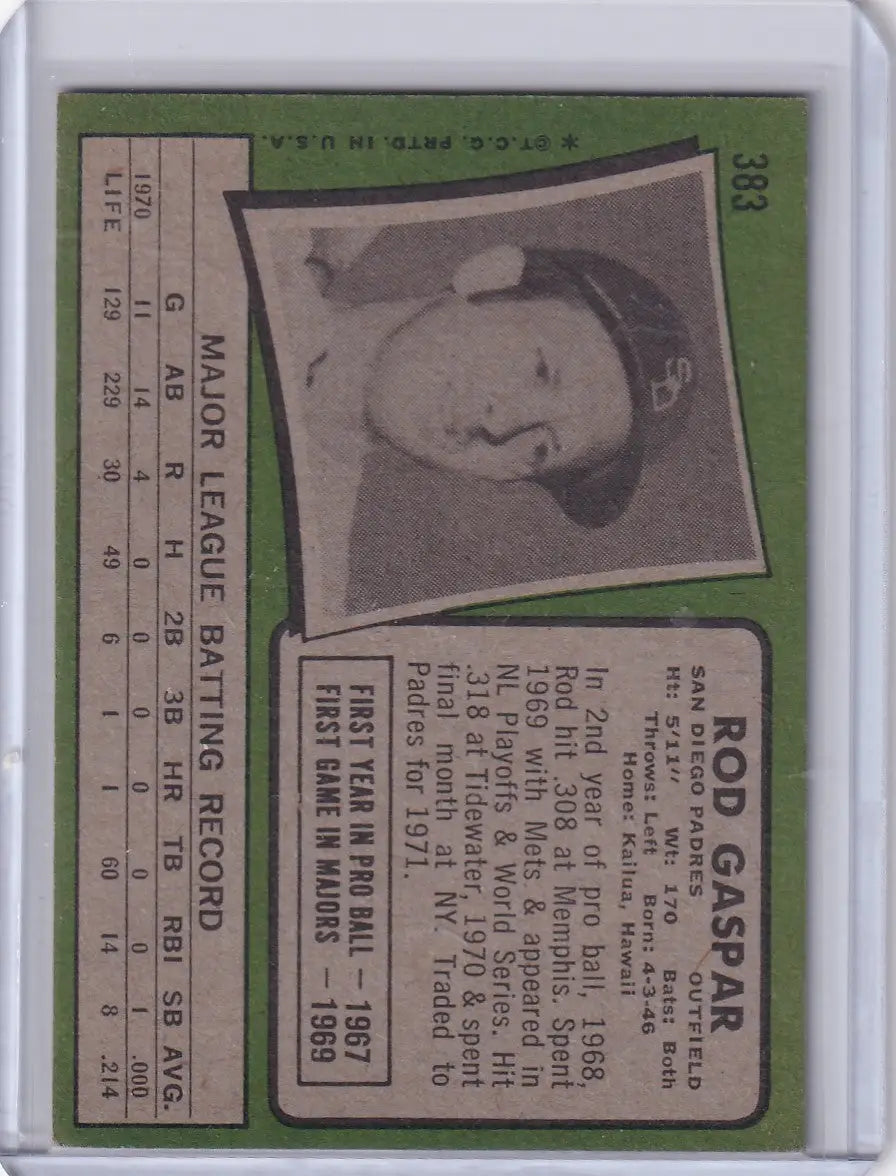 383
ROD GASPAR
SAN DIEGO PADRES OUTFIELD
Ht: 5'11" Wt: 170 Bats: Both
Throws: Left Born: 4-3-46
Home: Kailua, Hawaii
In 2nd year of pro ball, 1968,
Rod hit .308 at Memphis. Spent
1969 with Mets & appeared in
NL Playoffs & World Series. Hit
.318 at Tidewater, 1970 & spent
final month at NY. Traded to
Padres for 1971.
FIRST YEAR IN PRO BALL — 1967
FIRST GAME IN MAJORS — 1969
SD
* © T.C.G. PRTD. IN U.S.A.
MAJOR LEAGUE BATTING RECORD
G AB R H 2B 3B HR TB RBI SB AVG.
1970 11 14 4 0 0 0 0 0 0 1 .000
LIFE 129 229 30 49 6 1 1 60 14 8 .214